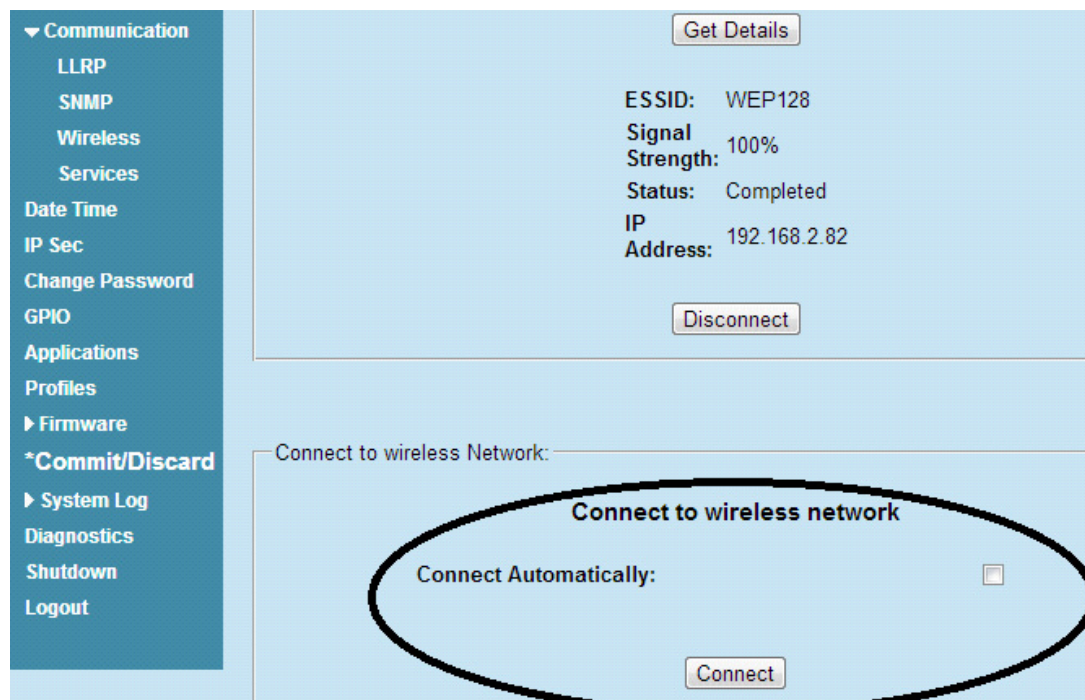 Communication
LLRP
SNMP
Wireless
Services
Date Time
IP Sec
Change Password
GPIO
Applications
Profiles
Firmware
*Commit/Discard
System Log
Diagnostics
Shutdown
Logout
Get Details
ESSID: WEP128
Signal
Strength: 100%
Status: Completed
IP
Address: 192.168.2.82
Disconnect
Connect to wireless Network:
Connect to wireless network
Connect Automatically:
Connect